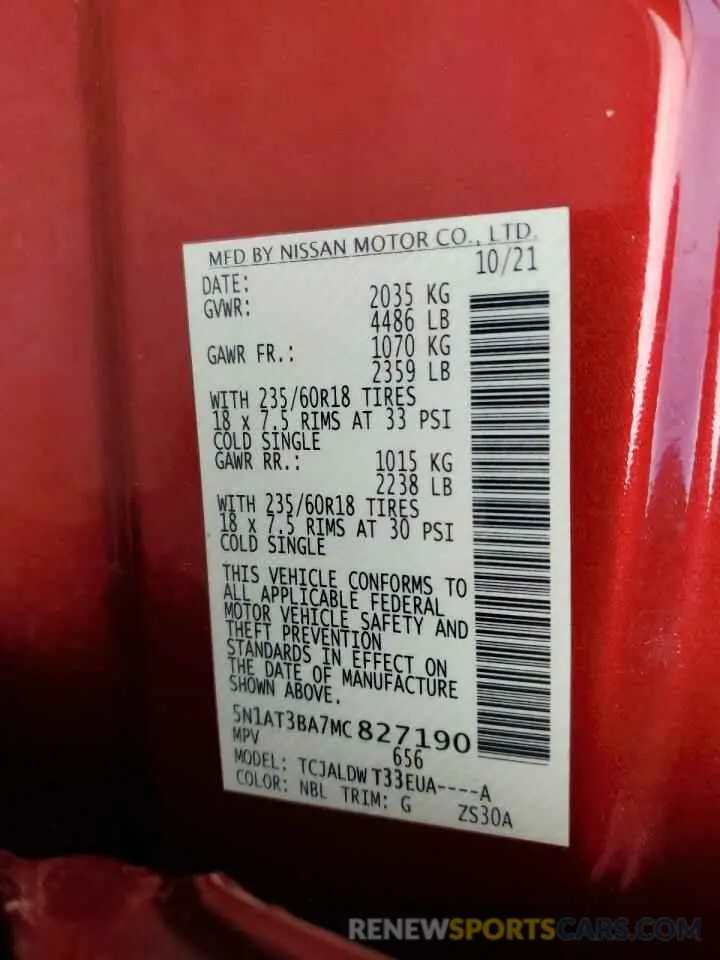 MFD BY NISSAN MOTOR CO., LTD.
DATE: 10/21
GVWR: 2035 KG
4486 LB
GAWR FR.: 1070 KG
2359 LB
WITH 235/60R18 TIRES
18 x 7.5 RIMS AT 33 PSI
COLD SINGLE
GAWR RR.: 1015 KG
2238 LB
WITH 235/60R18 TIRES
18 x 7.5 RIMS AT 30 PSI
COLD SINGLE
THIS VEHICLE CONFORMS TO
ALL APPLICABLE FEDERAL
MOTOR VEHICLE SAFETY AND
THEFT PREVENTION
STANDARDS IN EFFECT ON
THE DATE OF MANUFACTURE
SHOWN ABOVE.
5N1AT3BA7MC 827190
MPV 656
MODEL: TCJALDW T33EUA----A
COLOR: NBL TRIM: G ZS30A
RENEWSPORTSCARS.COM